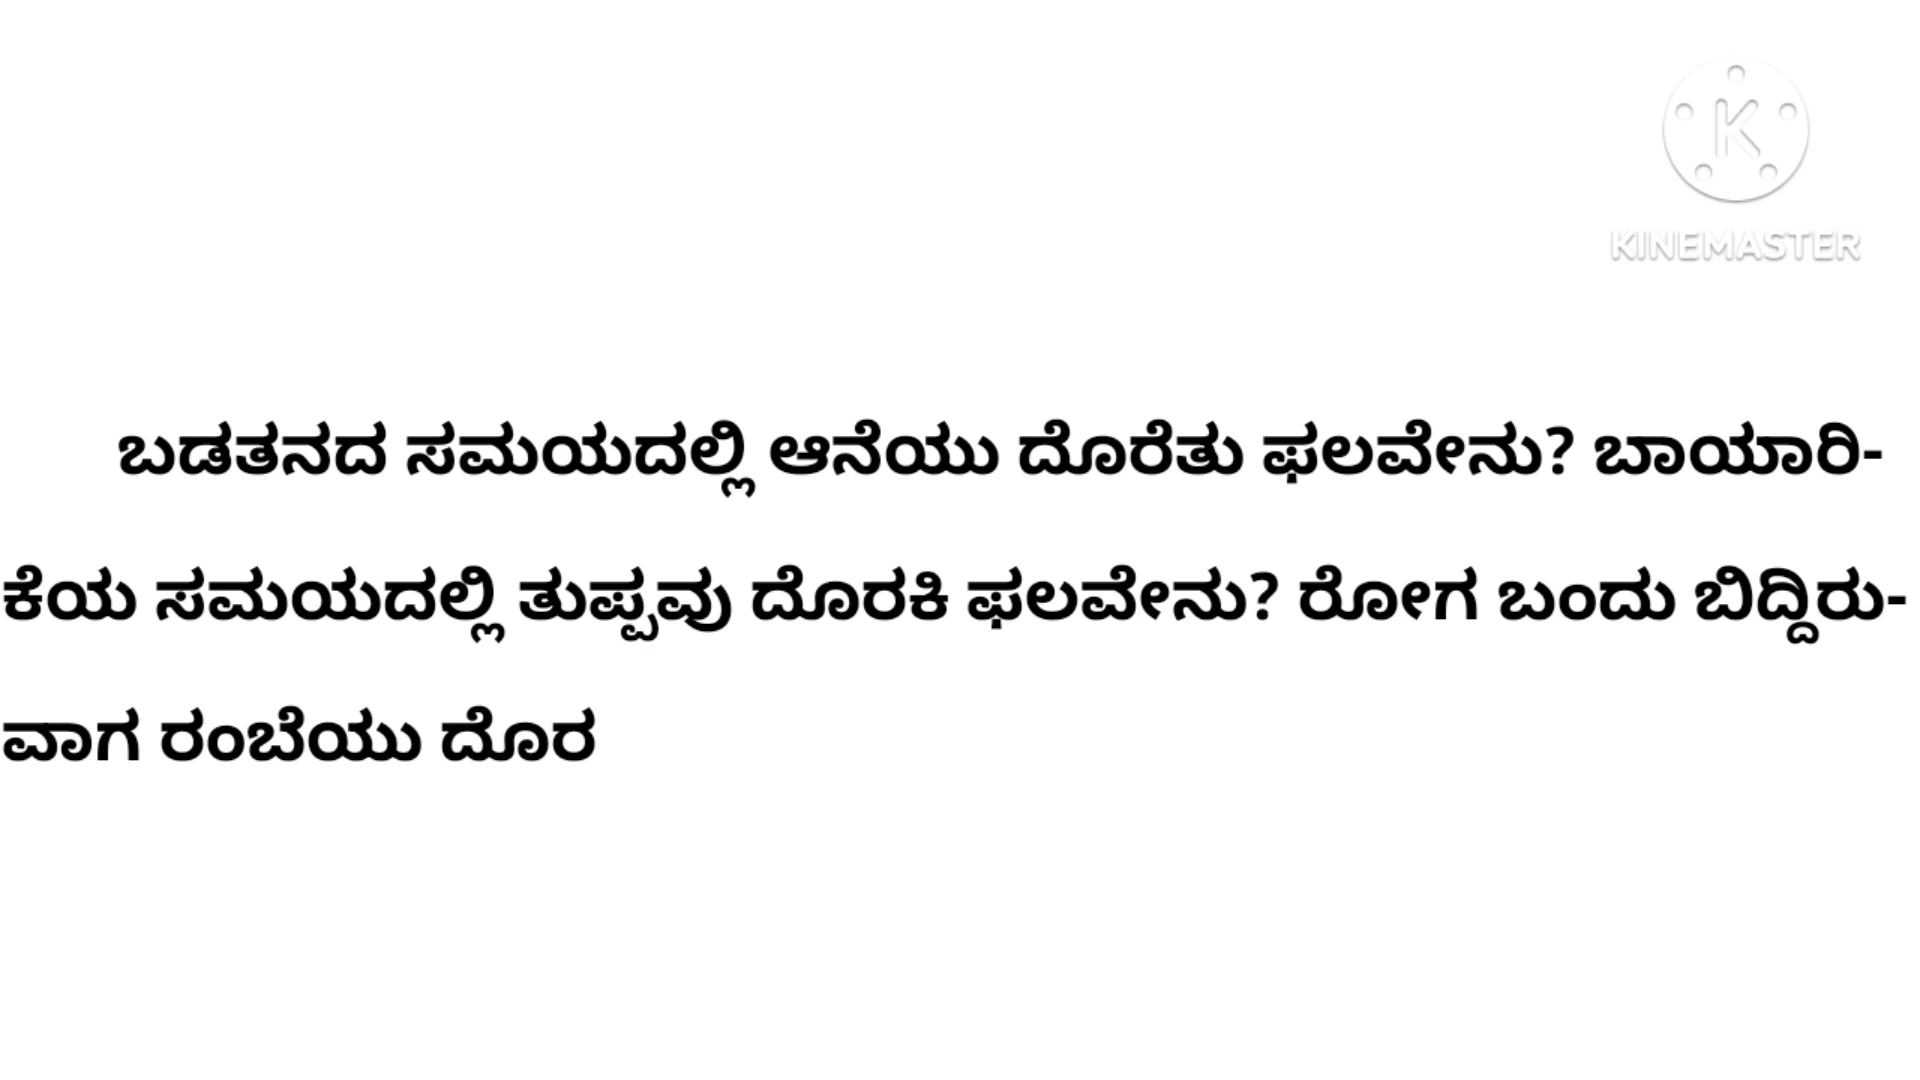 KINEMASTER
ಬಡತನದ ಸಮಯದಲ್ಲಿ ಆನೆಯು ದೊರೆತು ಫಲವೇನು? ಬಾಯಾರಿ-
ಕೆಯ ಸಮಯದಲ್ಲಿ ತುಪ್ಪವು ದೊರಕಿ ಫಲವೇನು? ರೋಗ ಬಂದು ಬಿದ್ದಿರು-
ವಾಗ ರಂಬೆಯು ದೊರ